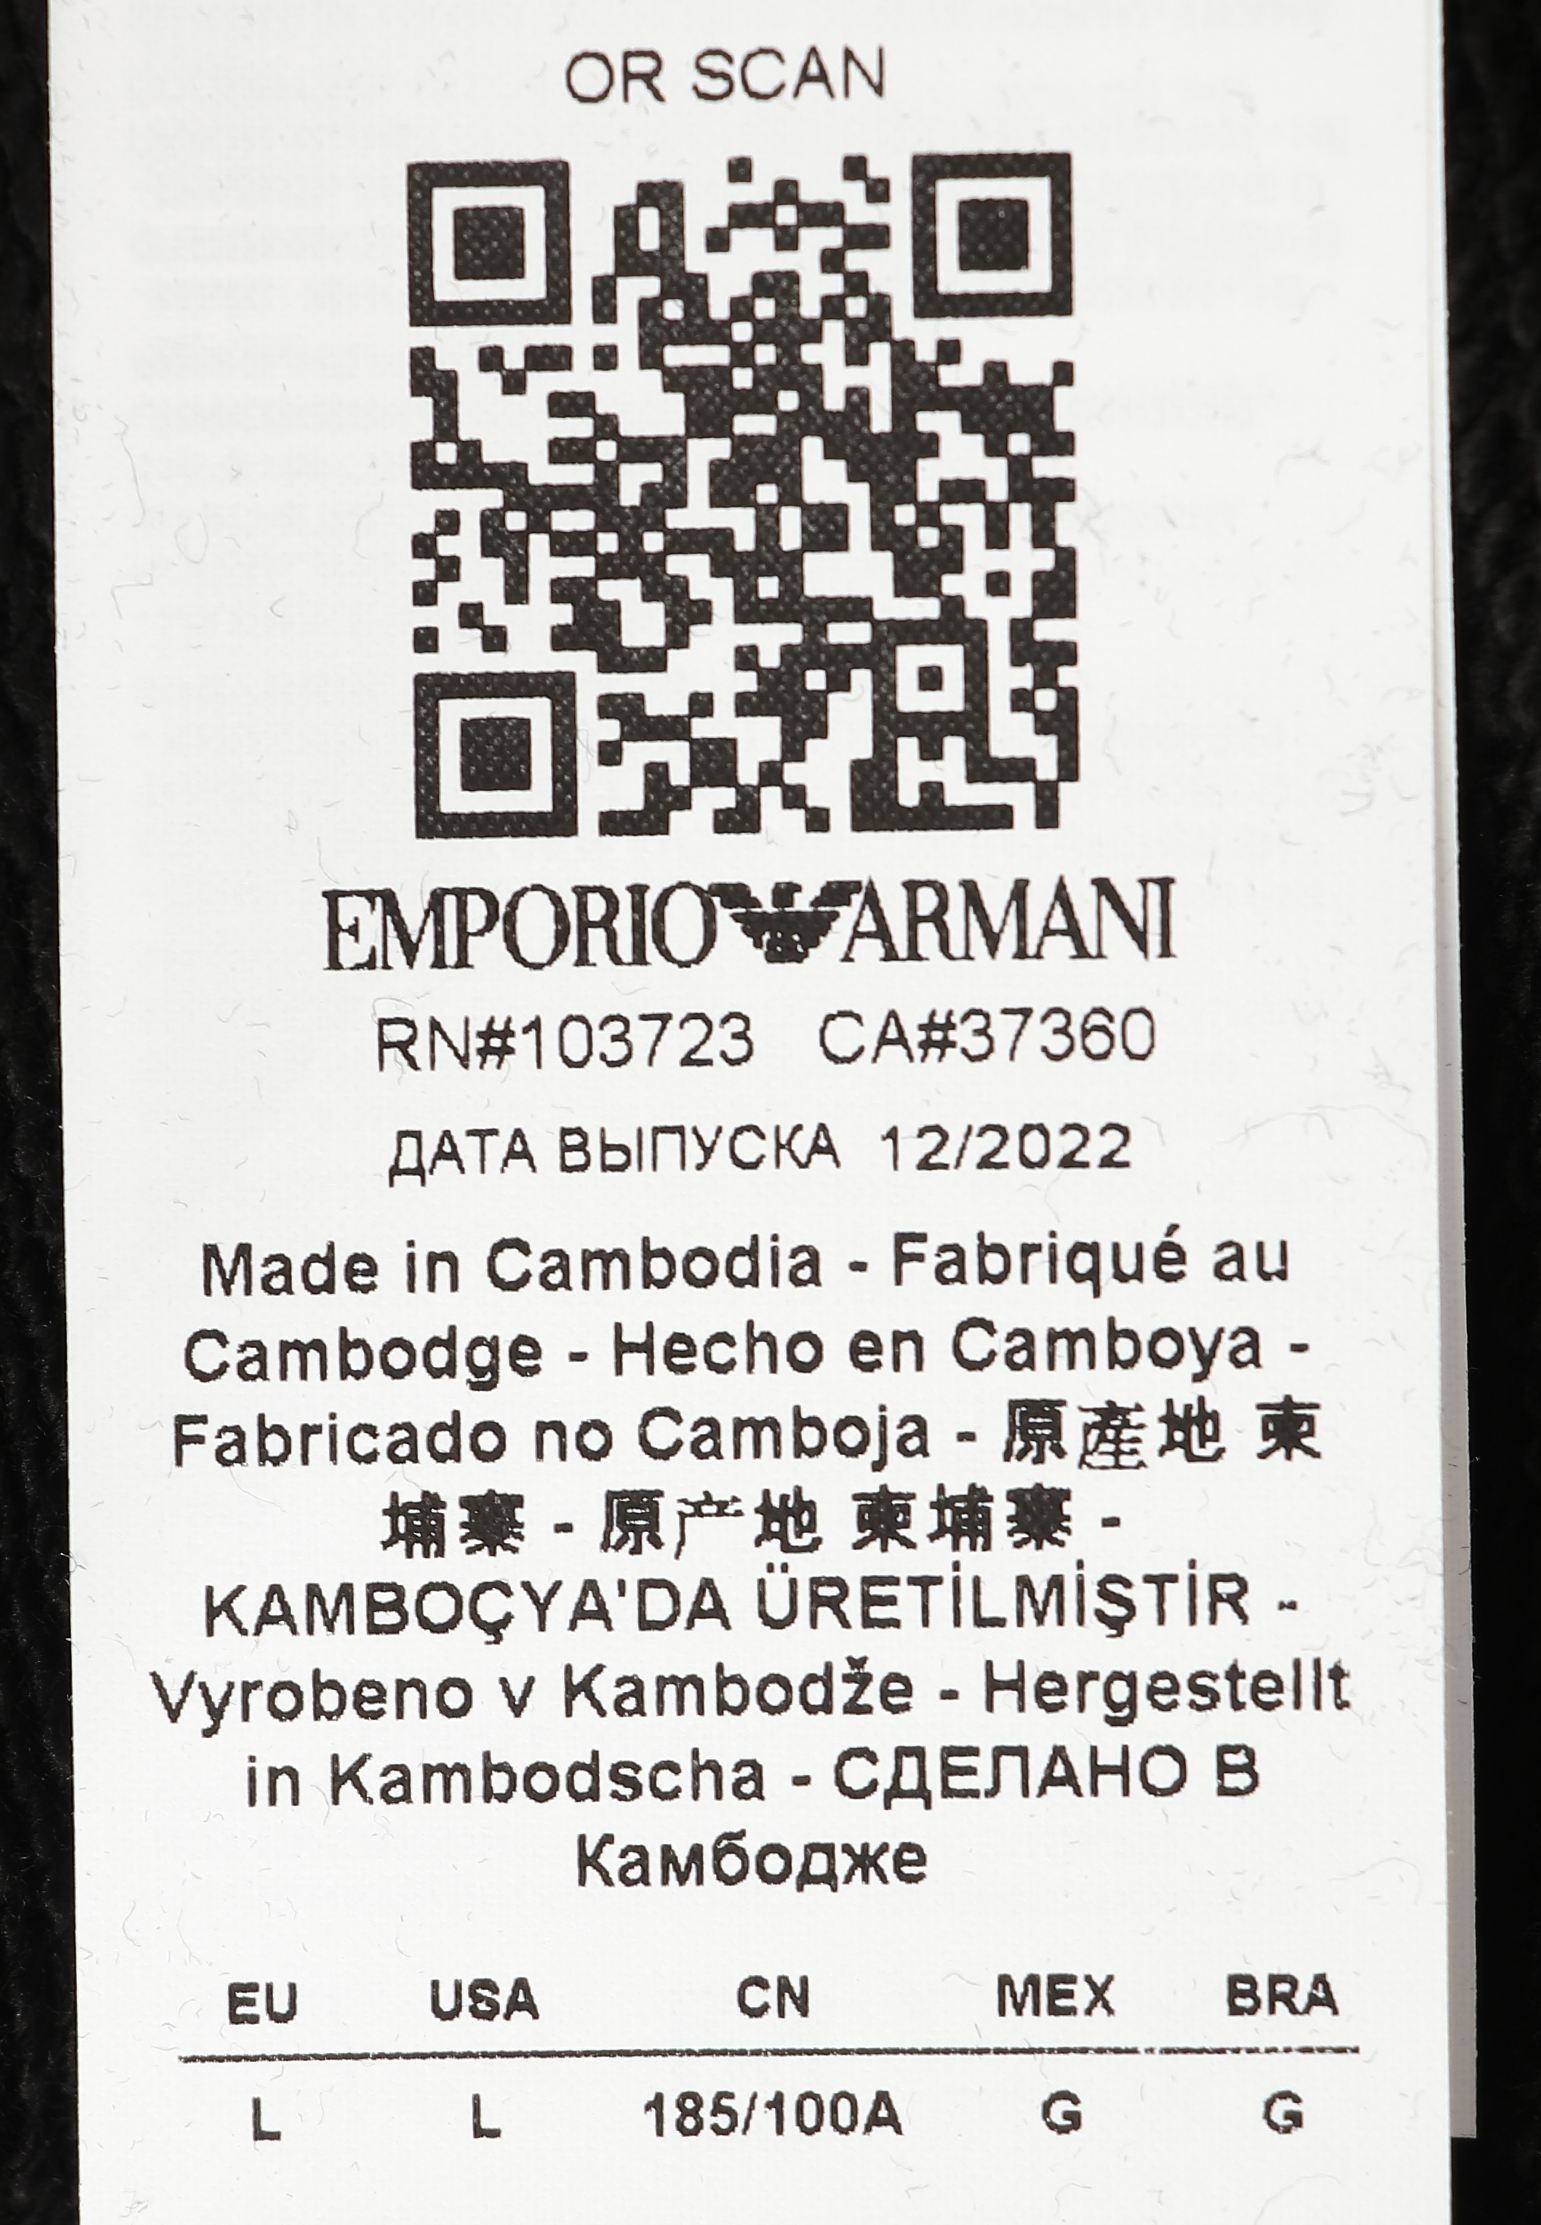 OR SCAN
EMPORIO ARMANI
RN#103723 CA#37360
ДАТА ВЫПУСКА 12/2022
Made in Cambodia - Fabriqué au
Cambodge - Hecho en Camboya -
Fabricado no Camboja - 原產地 柬
埔寨 - 原产地 柬埔寨 -
KAMBOÇYA'DA ÜRETİLMİŞTİR -
Vyrobeno v Kambodže - Hergestellt
in Kambodscha - СДЕЛАНО В
Камбодже
EU USA CN MEX BRA
L L 185/100A G G